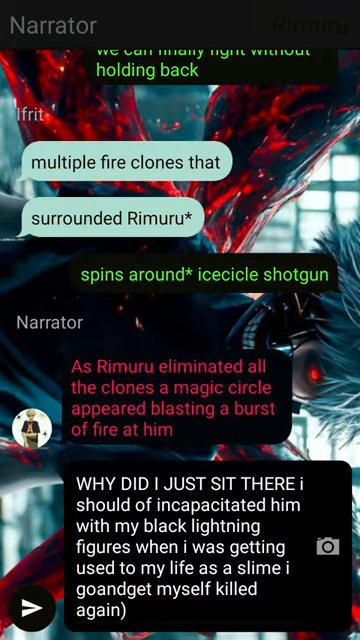 Narrator
Rimuru
we can finally fight without
holding back
Ifrit
multiple fire clones that
surrounded Rimuru*
spins around* icecicle shotgun
Narrator
As Rimuru eliminated all
the clones a magic circle
appeared blasting a burst
of fire at him
WHY DID I JUST SIT THERE i
should of incapacitated him
with my black lightning
figures when i was getting
used to my life as a slime i
goandget myself killed
again)